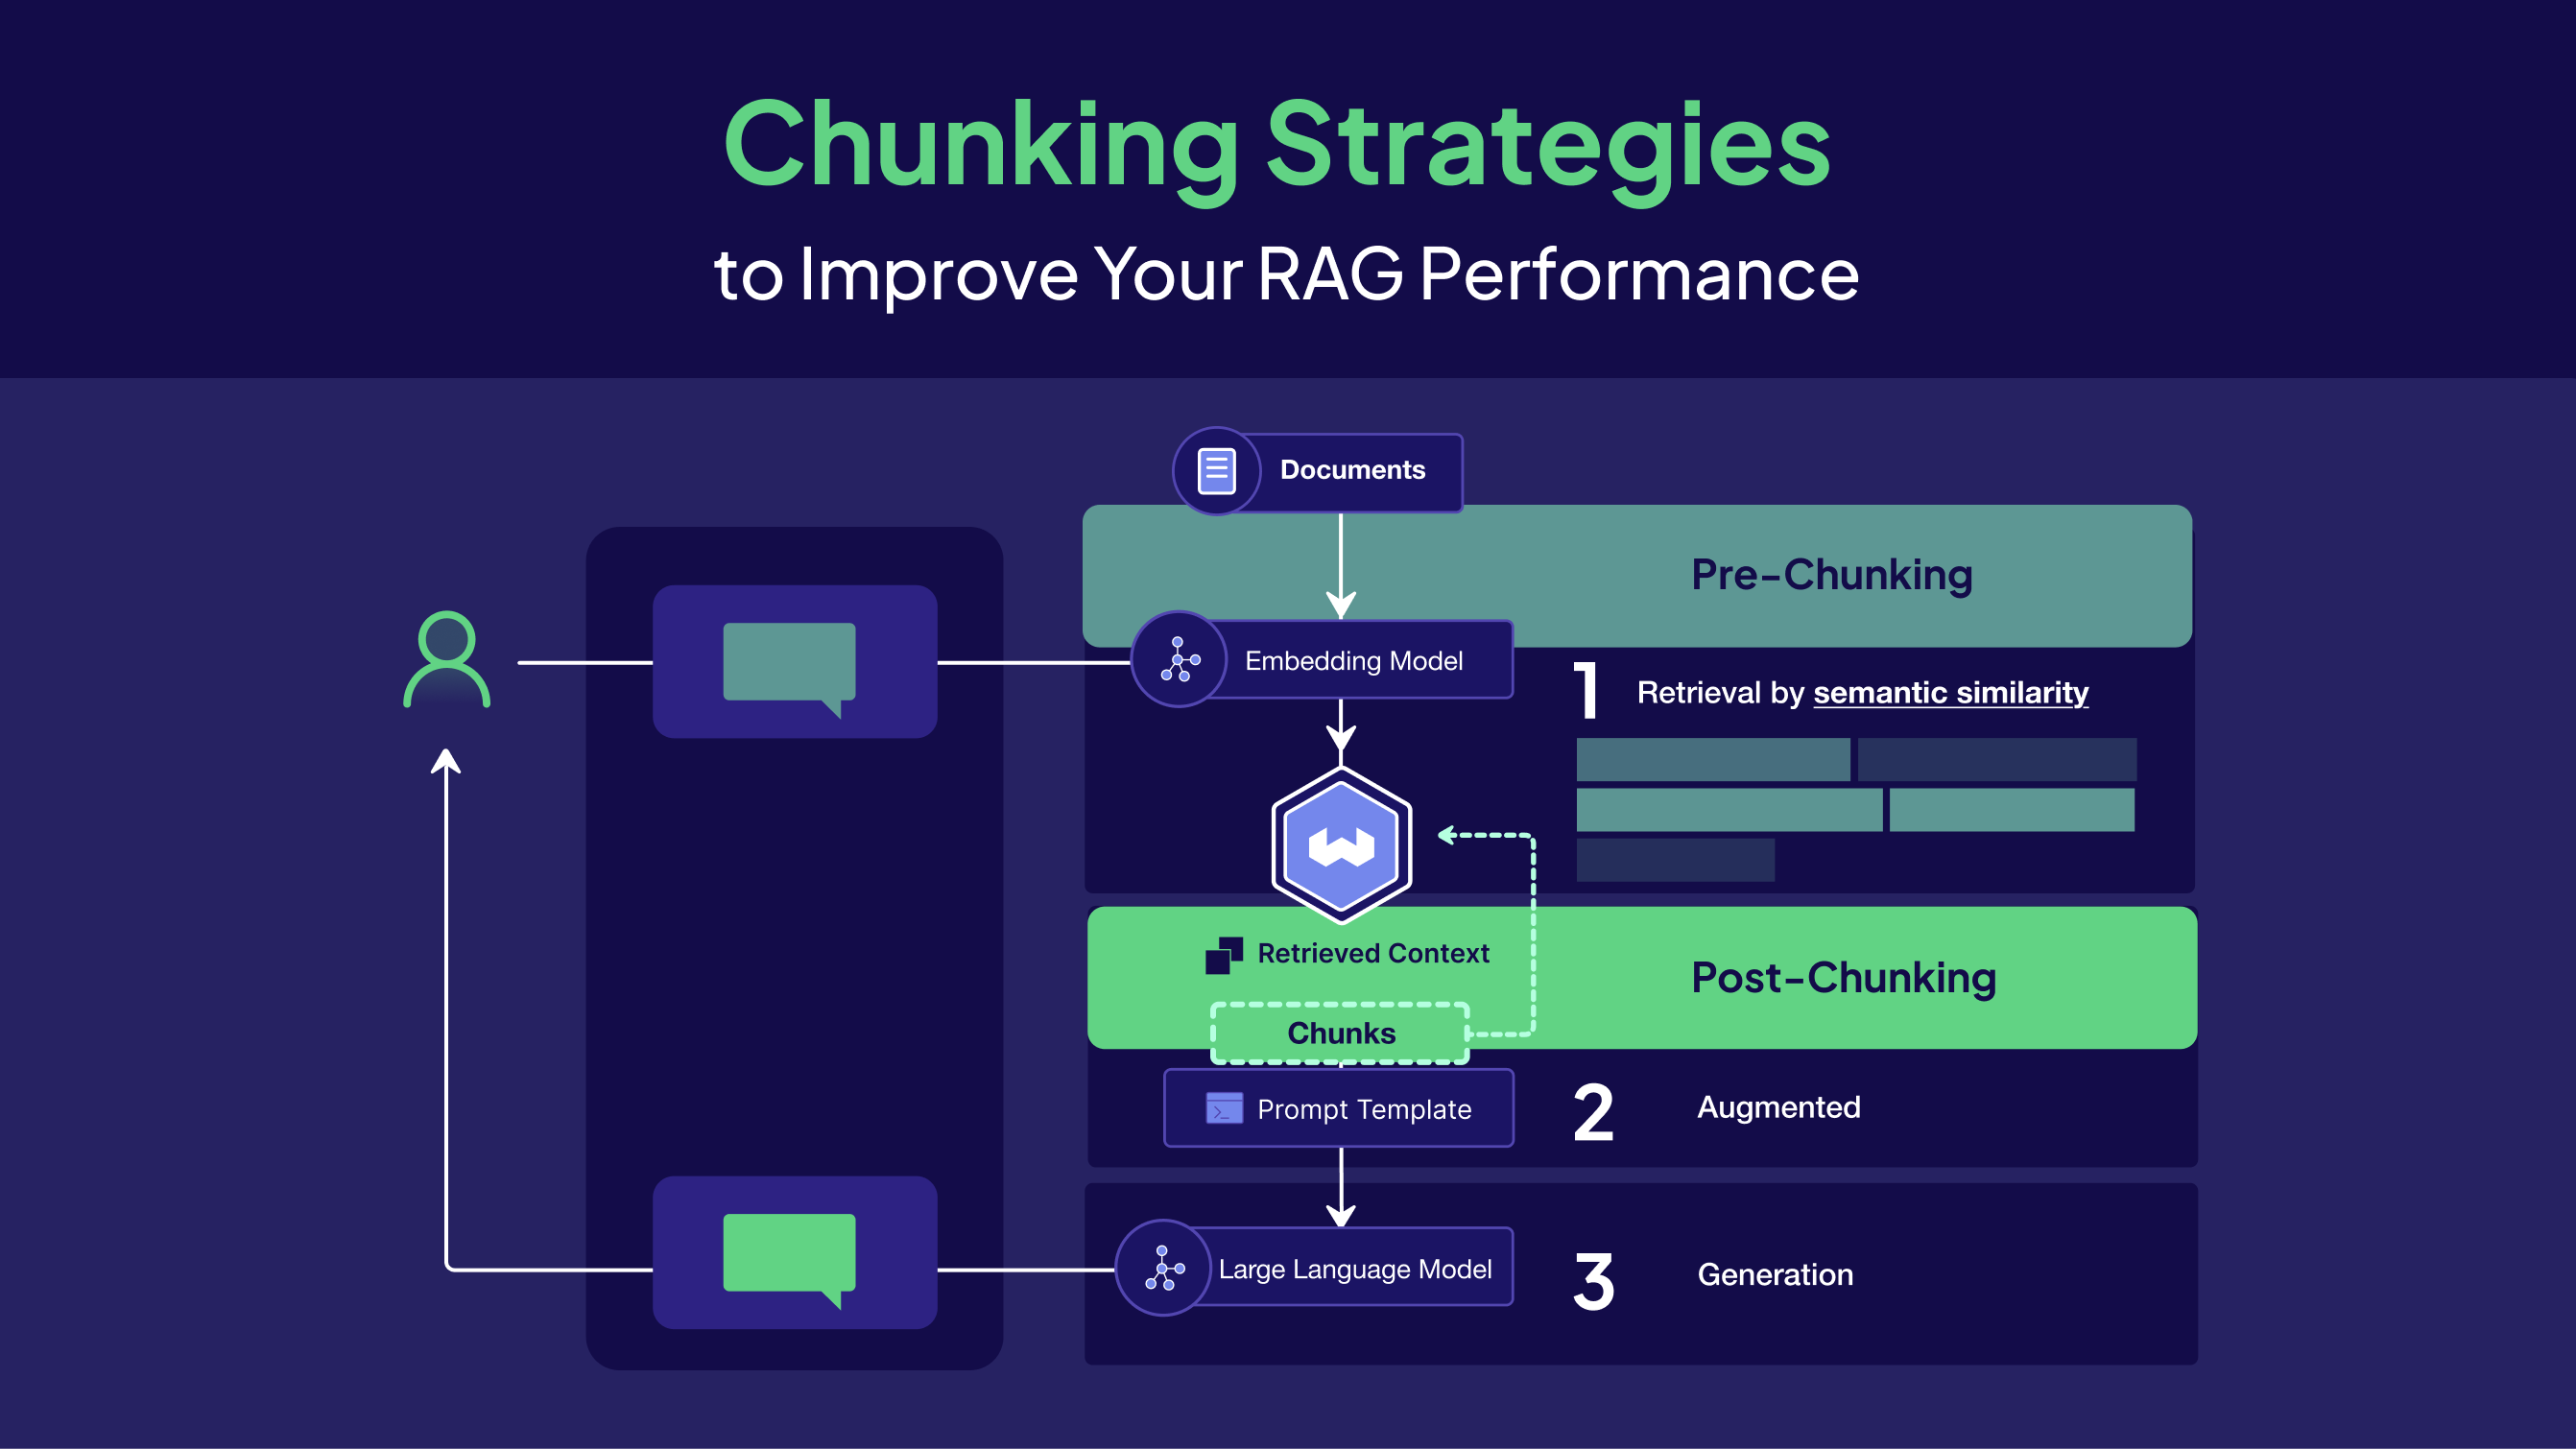 Chunking Strategies
to Improve Your RAG Performance
Documents
Pre-Chunking
Embedding Model
1 Retrieval by semantic similarity
Retrieved Context
Post-Chunking
Chunks
Prompt Template
2 Augmented
Large Language Model
3 Generation